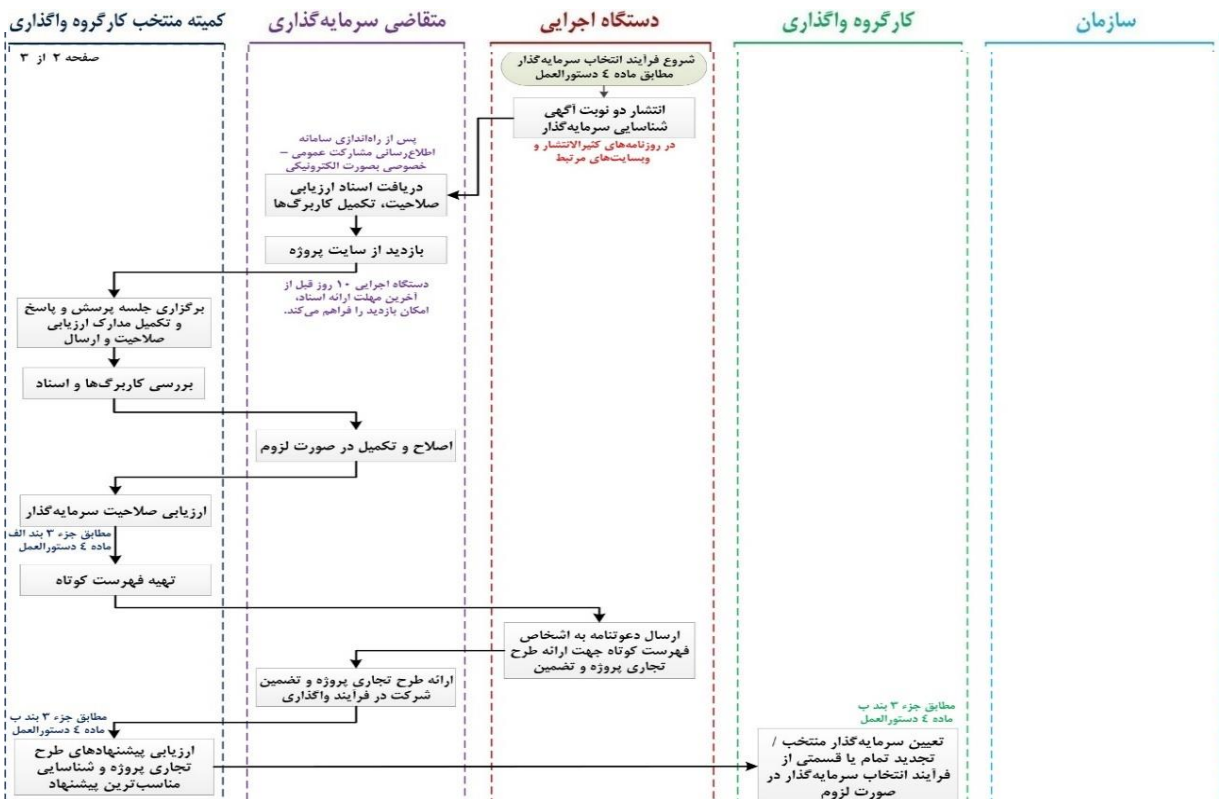 سازمان
کارگروه واگذاری
دستگاه اجرایی
متقاضی سرمایه‌گذاری
کمیته منتخب کارگروه واگذاری
صفحه ۲ از ۳
شروع فرآیند انتخاب سرمایه‌گذار
مطابق ماده ٤ دستورالعمل
انتشار دو نوبت آگهی
شناسایی سرمایه‌گذار
در روزنامه‌های کثیرالانتشار و
وبسایت‌های مرتبط
پس از راه‌اندازی سامانه
اطلاع‌رسانی مشارکت عمومی –
خصوصی بصورت الکترونیکی
دریافت اسناد ارزیابی
صلاحیت، تکمیل کاربرگ‌ها
بازدید از سایت پروژه
دستگاه اجرایی ۱۰ روز قبل از
آخرین مهلت ارائه اسناد،
امکان بازدید را فراهم می‌کند.
برگزاری جلسه پرسش و پاسخ
و تکمیل مدارک ارزیابی
صلاحیت و ارسال
بررسی کاربرگ‌ها و اسناد
اصلاح و تکمیل در صورت لزوم
ارزیابی صلاحیت سرمایه‌گذار
مطابق جزء ۳ بند الف
ماده ٤ دستورالعمل
تهیه فهرست کوتاه
ارسال دعوتنامه به اشخاص
فهرست کوتاه جهت ارائه طرح
تجاری پروژه و تضمین
ارائه طرح تجاری پروژه و تضمین
شرکت در فرآیند واگذاری
مطابق جزء ۳ بند ب
ماده ٤ دستورالعمل
ارزیابی پیشنهادهای طرح
تجاری پروژه و شناسایی
مناسب‌ترین پیشنهاد
مطابق جزء ۳ بند ب
ماده ٤ دستورالعمل
تعیین سرمایه‌گذار منتخب /
تجدید تمام یا قسمتی از
فرآیند انتخاب سرمایه‌گذار در
صورت لزوم